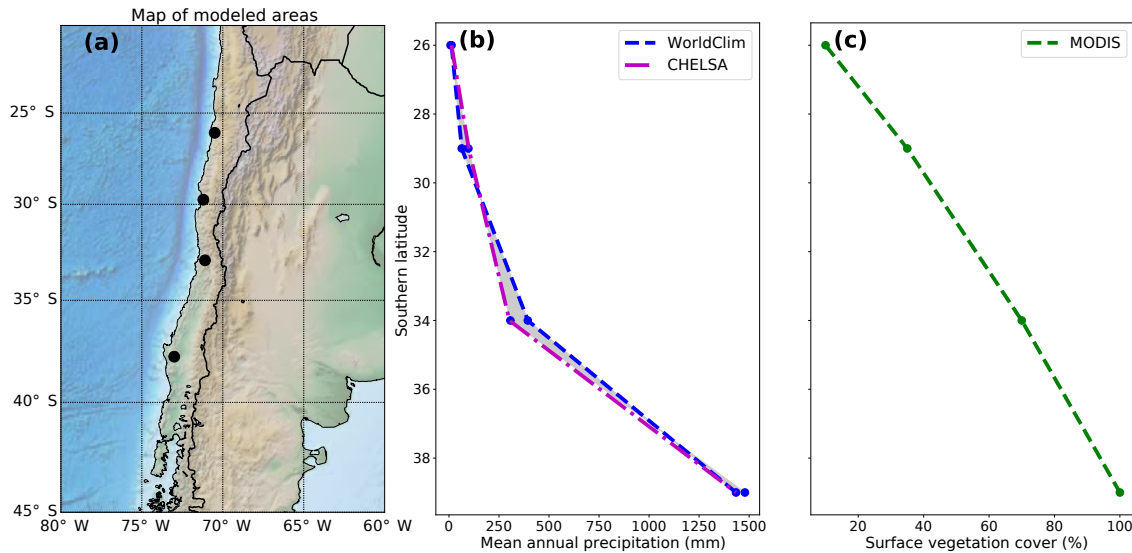 Map of modeled areas
(a)
25° S
30° S
35° S
40° S
45° S
80° W
75° W
70° W
65° W
60° W
(b)
WorldClim
CHELSA
Southern latitude
26
28
30
32
34
36
38
0
250
500
750
1000
1250
1500
Mean annual precipitation (mm)
(c)
MODIS
20
40
60
80
100
Surface vegetation cover (%)